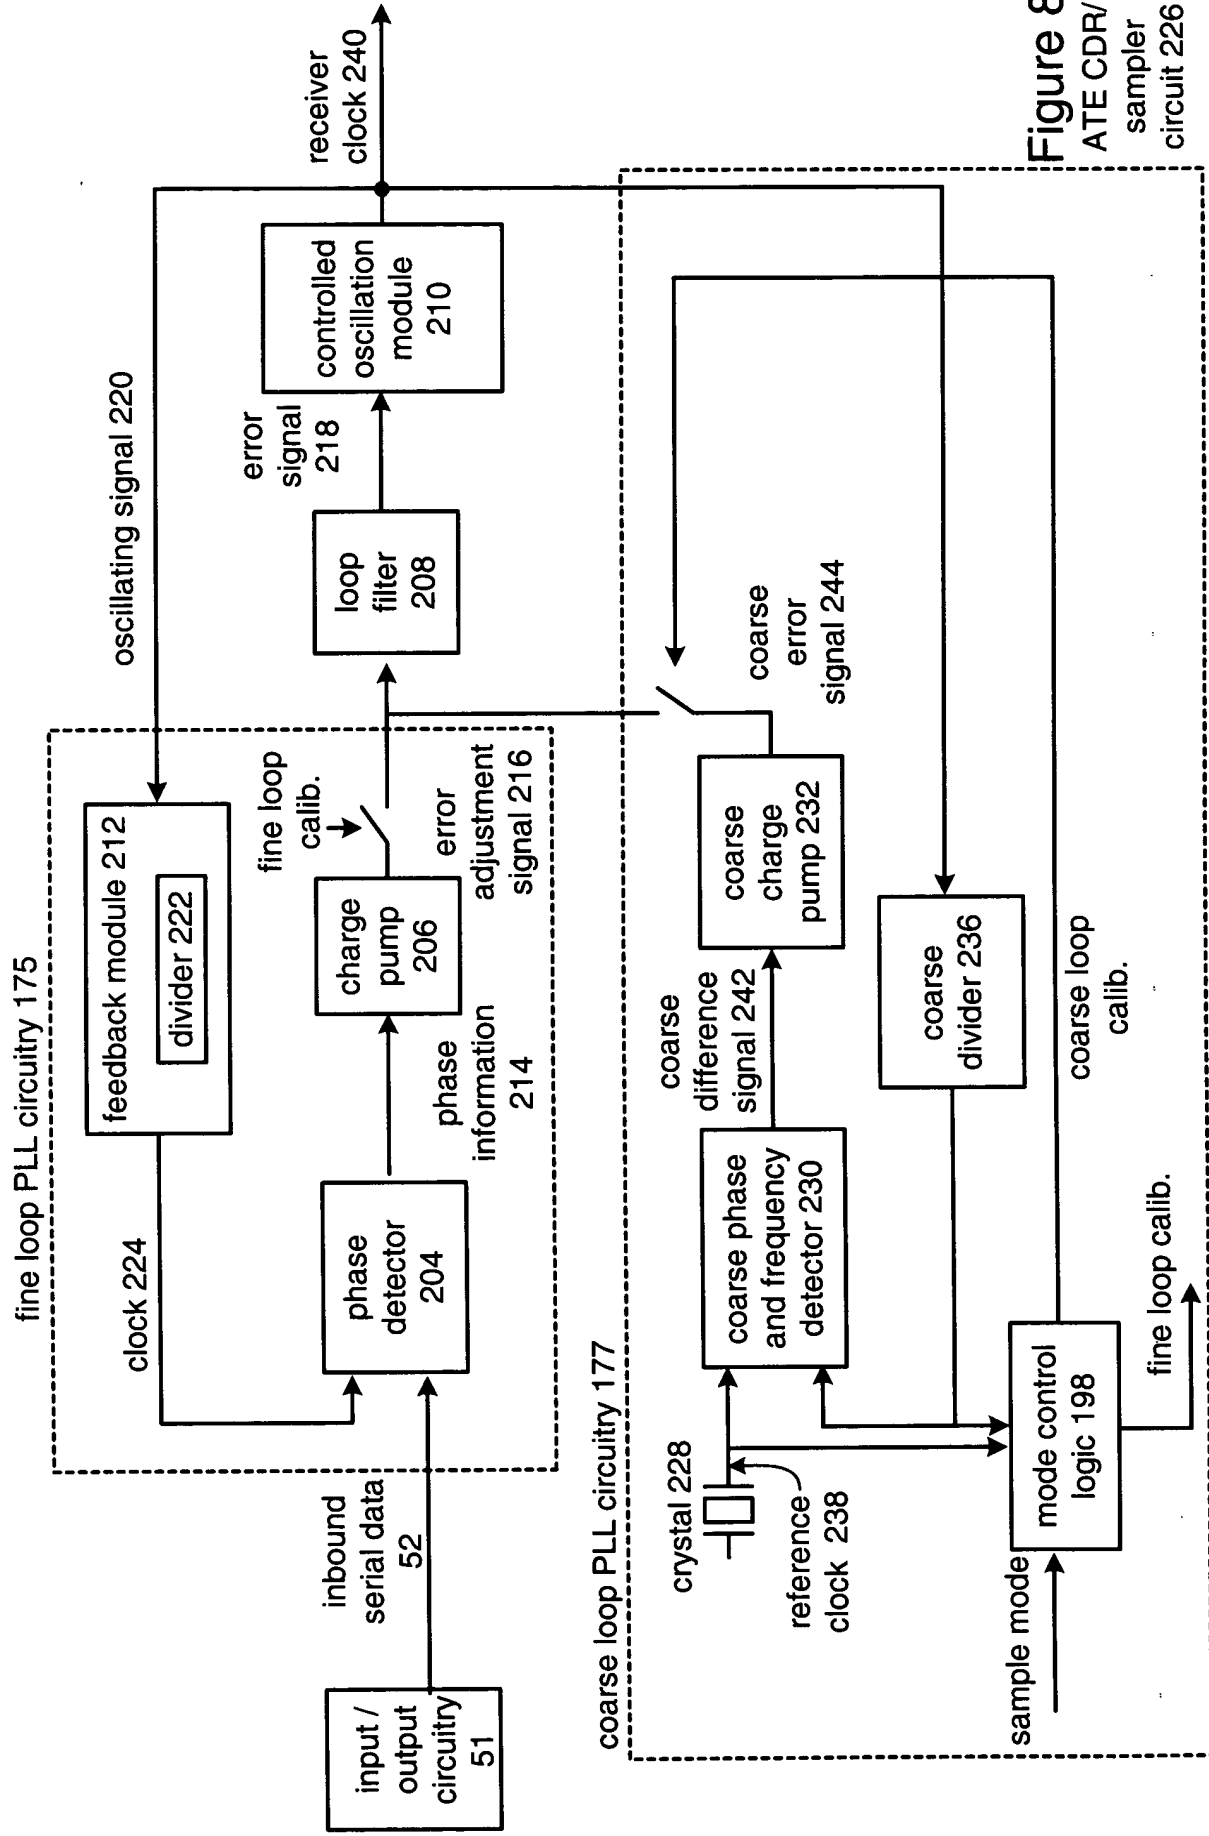 fine loop PLL circuitry 175
oscillating signal 220
feedback module 212
divider 222
clock 224
receiver
clock 240
fine loop
calib.
error
signal
218
controlled
oscillation
module
210
input /
output
circuitry
51
inbound
serial data
52
phase
detector
204
charge
pump
206
loop
filter
208
phase
information
214
error
adjustment
signal 216
coarse loop PLL circuitry 177
crystal 228
reference
clock 238
coarse phase
and frequency
detector 230
coarse
difference
signal 242
coarse
charge
pump 232
coarse
error
signal 244
coarse
divider 236
sample mode
mode control
logic 198
coarse loop
calib.
fine loop calib.
Figure 8
ATE CDR/
sampler
circuit 226